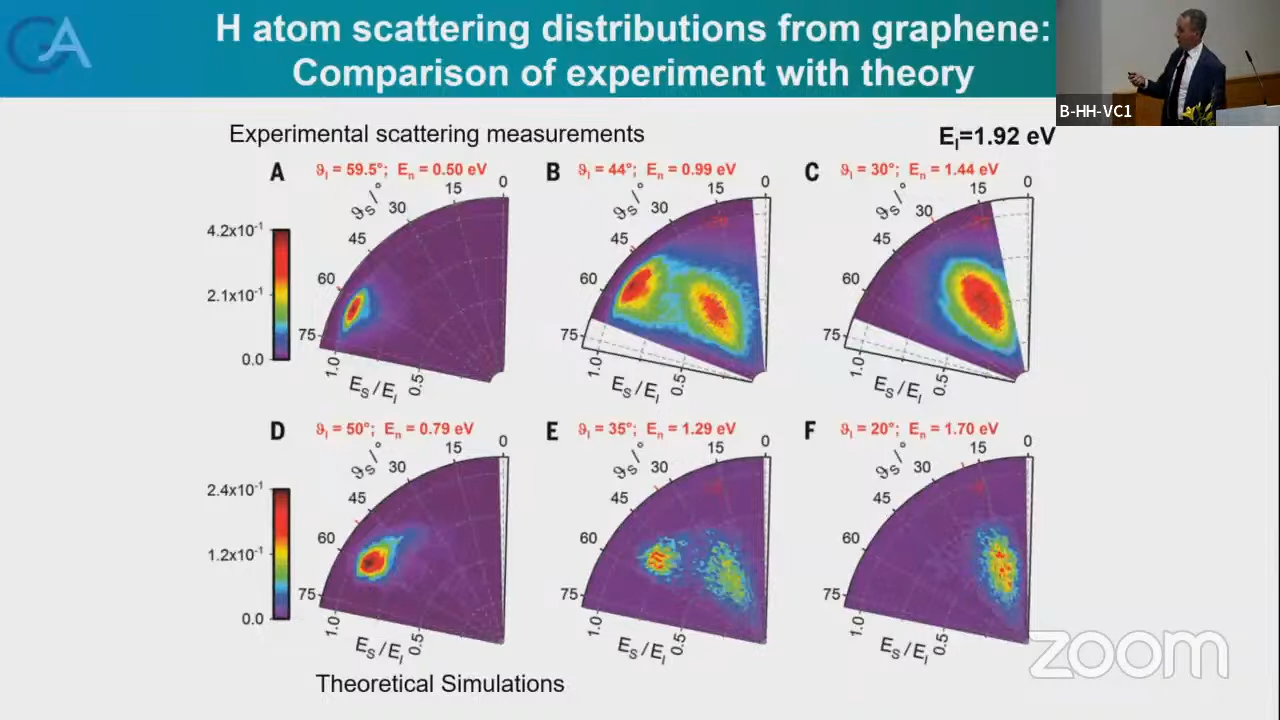 GA
H atom scattering distributions from graphene:
Comparison of experiment with theory
B-HH-VC1
Experimental scattering measurements
E_I=1.92 eV
A ϑ_I = 59.5°; E_n = 0.50 eV
B ϑ_I = 44°; E_n = 0.99 eV
C ϑ_I = 30°; E_n = 1.44 eV
4.2x10⁻¹
2.1x10⁻¹
0.0
ϑ_S / °
0
15
30
45
60
75
1.0
E_S / E_I
0.5
ϑ_S / °
0
15
30
45
60
75
1.0
E_S / E_I
0.5
ϑ_S / °
0
15
30
45
60
75
1.0
E_S / E_I
0.5
D ϑ_I = 50°; E_n = 0.79 eV
E ϑ_I = 35°; E_n = 1.29 eV
F ϑ_I = 20°; E_n = 1.70 eV
2.4x10⁻¹
1.2x10⁻¹
0.0
ϑ_S / °
0
15
30
45
60
75
1.0
E_S / E_I
0.5
ϑ_S / °
0
15
30
45
60
75
1.0
E_S / E_I
0.5
ϑ_S / °
0
15
30
45
60
75
1.0
E_S / E_I
0.5
Theoretical Simulations
zoom